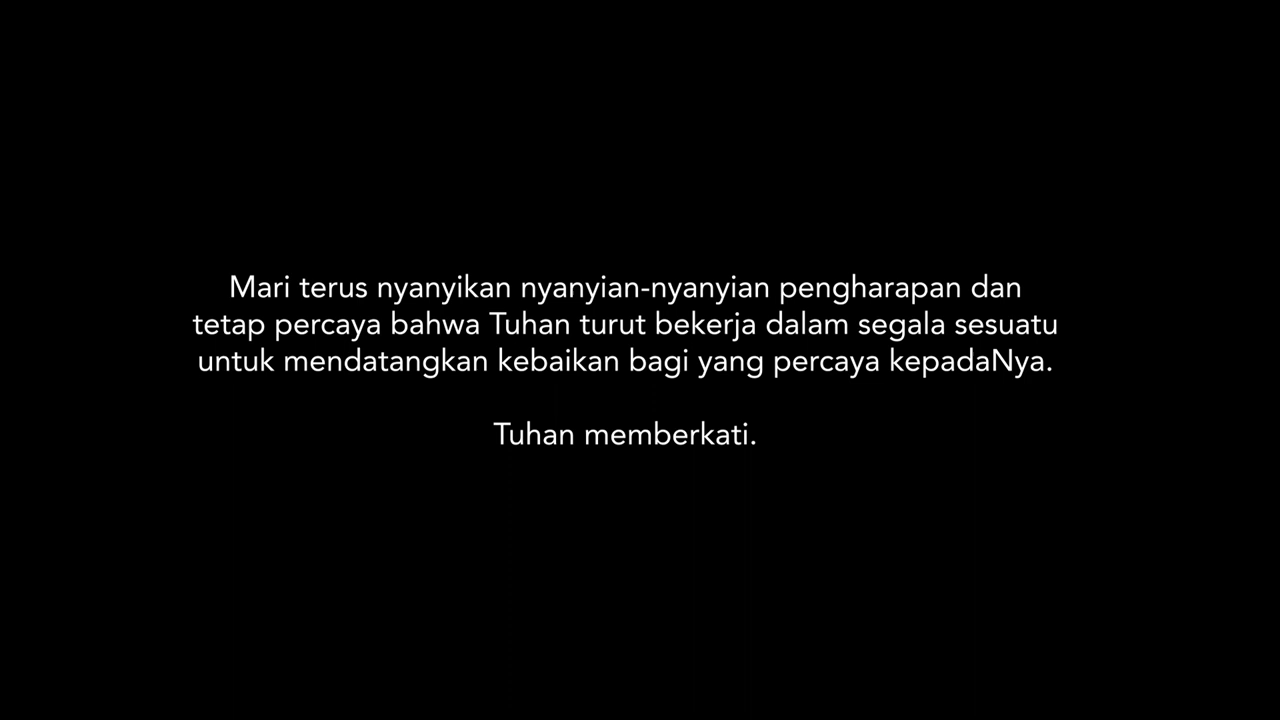 Mari terus nyanyikan nyanyian-nyanyian pengharapan dan
tetap percaya bahwa Tuhan turut bekerja dalam segala sesuatu
untuk mendatangkan kebaikan bagi yang percaya kepadaNya.
Tuhan memberkati.